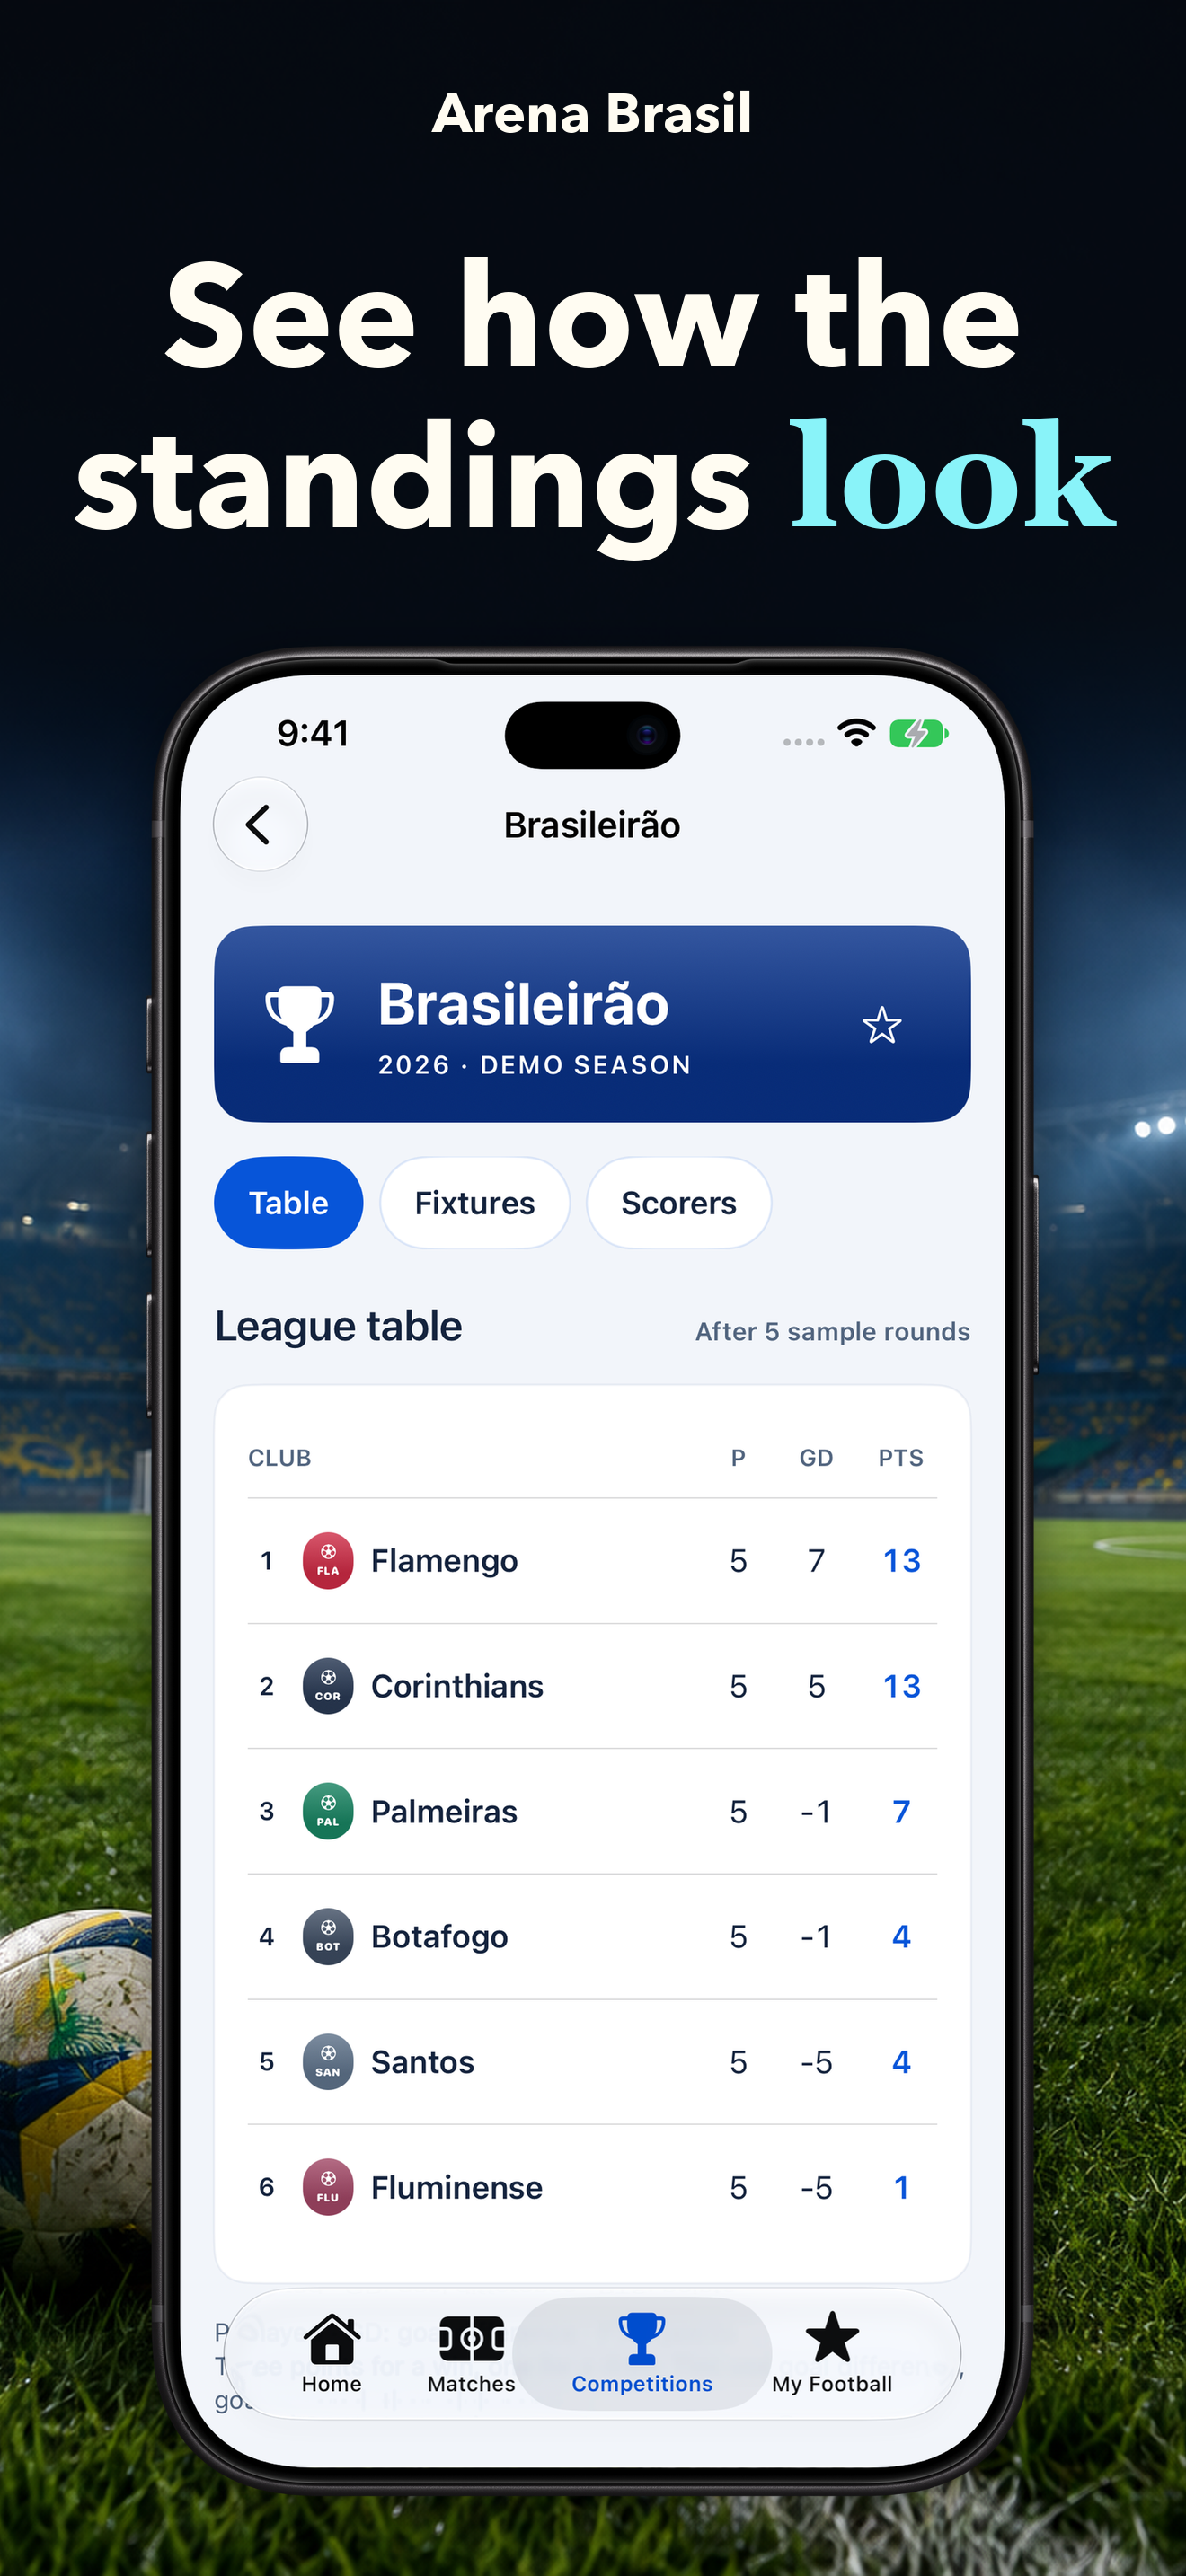 Arena Brasil
See how the
standings look
9:41
Brasileirão
Brasileirão
2026 · DEMO SEASON
Table Fixtures Scorers
League table After 5 sample rounds
CLUB P GD PTS
1 FLA Flamengo 5 7 13
2 COR Corinthians 5 5 13
3 PAL Palmeiras 5 -1 7
4 BOT Botafogo 5 -1 4
5 SAN Santos 5 -5 4
6 FLU Fluminense 5 -5 1
Home Matches Competitions My Football